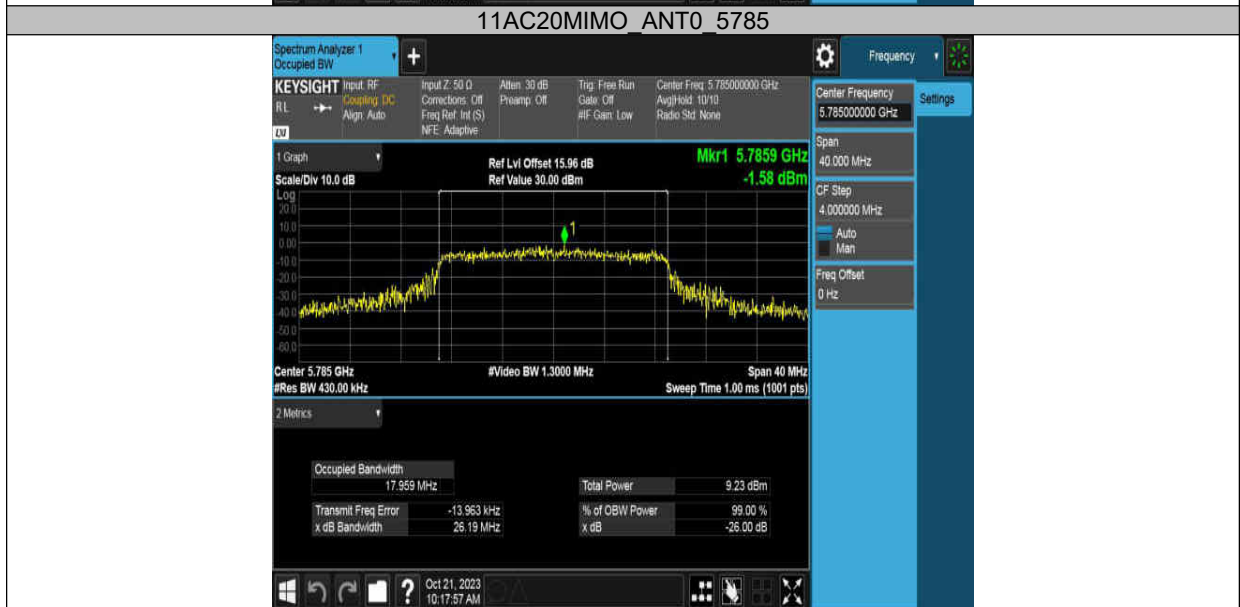 11AC20MIMO_ANT0_5785
Spectrum Analyzer 1
Occupied BW
+
Frequency
KEYSIGHT
RL
LXI
Input: RF
Coupling: DC
Align: Auto
Input Z: 50 Ω
Corrections: Off
Freq Ref: Int (S)
NFE: Adaptive
Atten: 30 dB
Preamp: Off
Trig: Free Run
Gate: Off
#IF Gain: Low
Center Freq: 5.785000000 GHz
Avg|Hold: 10/10
Radio Std: None
Center Frequency
5.785000000 GHz
Settings
Span
40.000 MHz
CF Step
4.000000 MHz
Auto
Man
Freq Offset
0 Hz
1 Graph
Scale/Div 10.0 dB
Ref Lvl Offset 15.96 dB
Ref Value 30.00 dBm
Mkr1 5.7859 GHz
-1.58 dBm
Log
20.0
10.0
0.00
-10.0
-20.0
-30.0
-40.0
-50.0
-60.0
1
Center 5.785 GHz
#Video BW 1.3000 MHz
Span 40 MHz
#Res BW 430.00 kHz
Sweep Time 1.00 ms (1001 pts)
2 Metrics
Occupied Bandwidth
17.959 MHz
Total Power 9.23 dBm
Transmit Freq Error -13.963 kHz
% of OBW Power 99.00 %
x dB Bandwidth 26.19 MHz
x dB -26.00 dB
?
Oct 21, 2023
10:17:57 AM